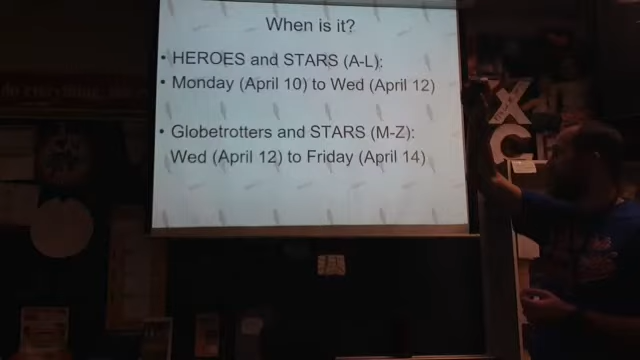 When is it?
• HEROES and STARS (A-L):
• Monday (April 10) to Wed (April 12)
• Globetrotters and STARS (M-Z):
Wed (April 12) to Friday (April 14)
X
C